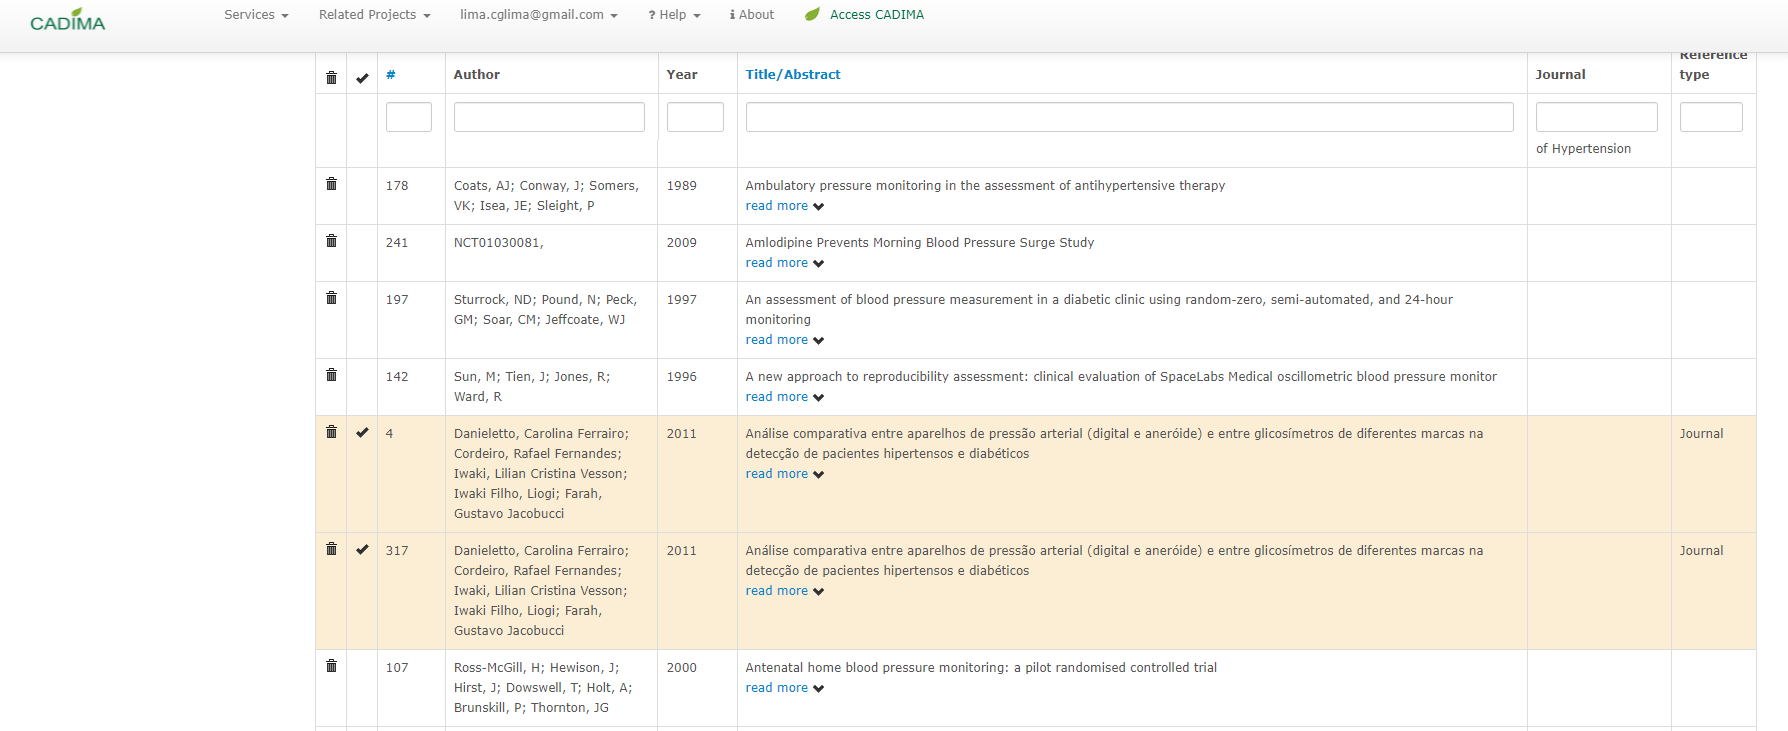 CADIMA
Services
Related Projects
lima.cglima@gmail.com
? Help
i About
Access CADIMA
#
Author
Year
Title/Abstract
Journal
Reference
type
of Hypertension
178
Coats, AJ; Conway, J; Somers,
VK; Isea, JE; Sleight, P
1989
Ambulatory pressure monitoring in the assessment of antihypertensive therapy
read more
241
NCT01030081,
2009
Amlodipine Prevents Morning Blood Pressure Surge Study
read more
197
Sturrock, ND; Pound, N; Peck,
GM; Soar, CM; Jeffcoate, WJ
1997
An assessment of blood pressure measurement in a diabetic clinic using random-zero, semi-automated, and 24-hour
monitoring
read more
142
Sun, M; Tien, J; Jones, R;
Ward, R
1996
A new approach to reproducibility assessment: clinical evaluation of SpaceLabs Medical oscillometric blood pressure monitor
read more
4
Danieletto, Carolina Ferrairo;
Cordeiro, Rafael Fernandes;
Iwaki, Lilian Cristina Vesson;
Iwaki Filho, Liogi; Farah,
Gustavo Jacobucci
2011
Análise comparativa entre aparelhos de pressão arterial (digital e aneróide) e entre glicosímetros de diferentes marcas na
detecção de pacientes hipertensos e diabéticos
read more
Journal
317
Danieletto, Carolina Ferrairo;
Cordeiro, Rafael Fernandes;
Iwaki, Lilian Cristina Vesson;
Iwaki Filho, Liogi; Farah,
Gustavo Jacobucci
2011
Análise comparativa entre aparelhos de pressão arterial (digital e aneróide) e entre glicosímetros de diferentes marcas na
detecção de pacientes hipertensos e diabéticos
read more
Journal
107
Ross-McGill, H; Hewison, J;
Hirst, J; Dowswell, T; Holt, A;
Brunskill, P; Thornton, JG
2000
Antenatal home blood pressure monitoring: a pilot randomised controlled trial
read more